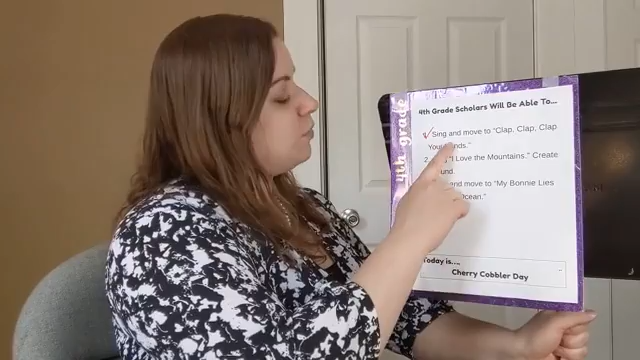 4th grade
4th Grade Scholars Will Be Able To...
Sing and move to "Clap, Clap, Clap
Your
2. "I Love the Mountains." Create
and move to "My Bonnie Lies
Ocean."
Today is....
Cherry Cobbler Day